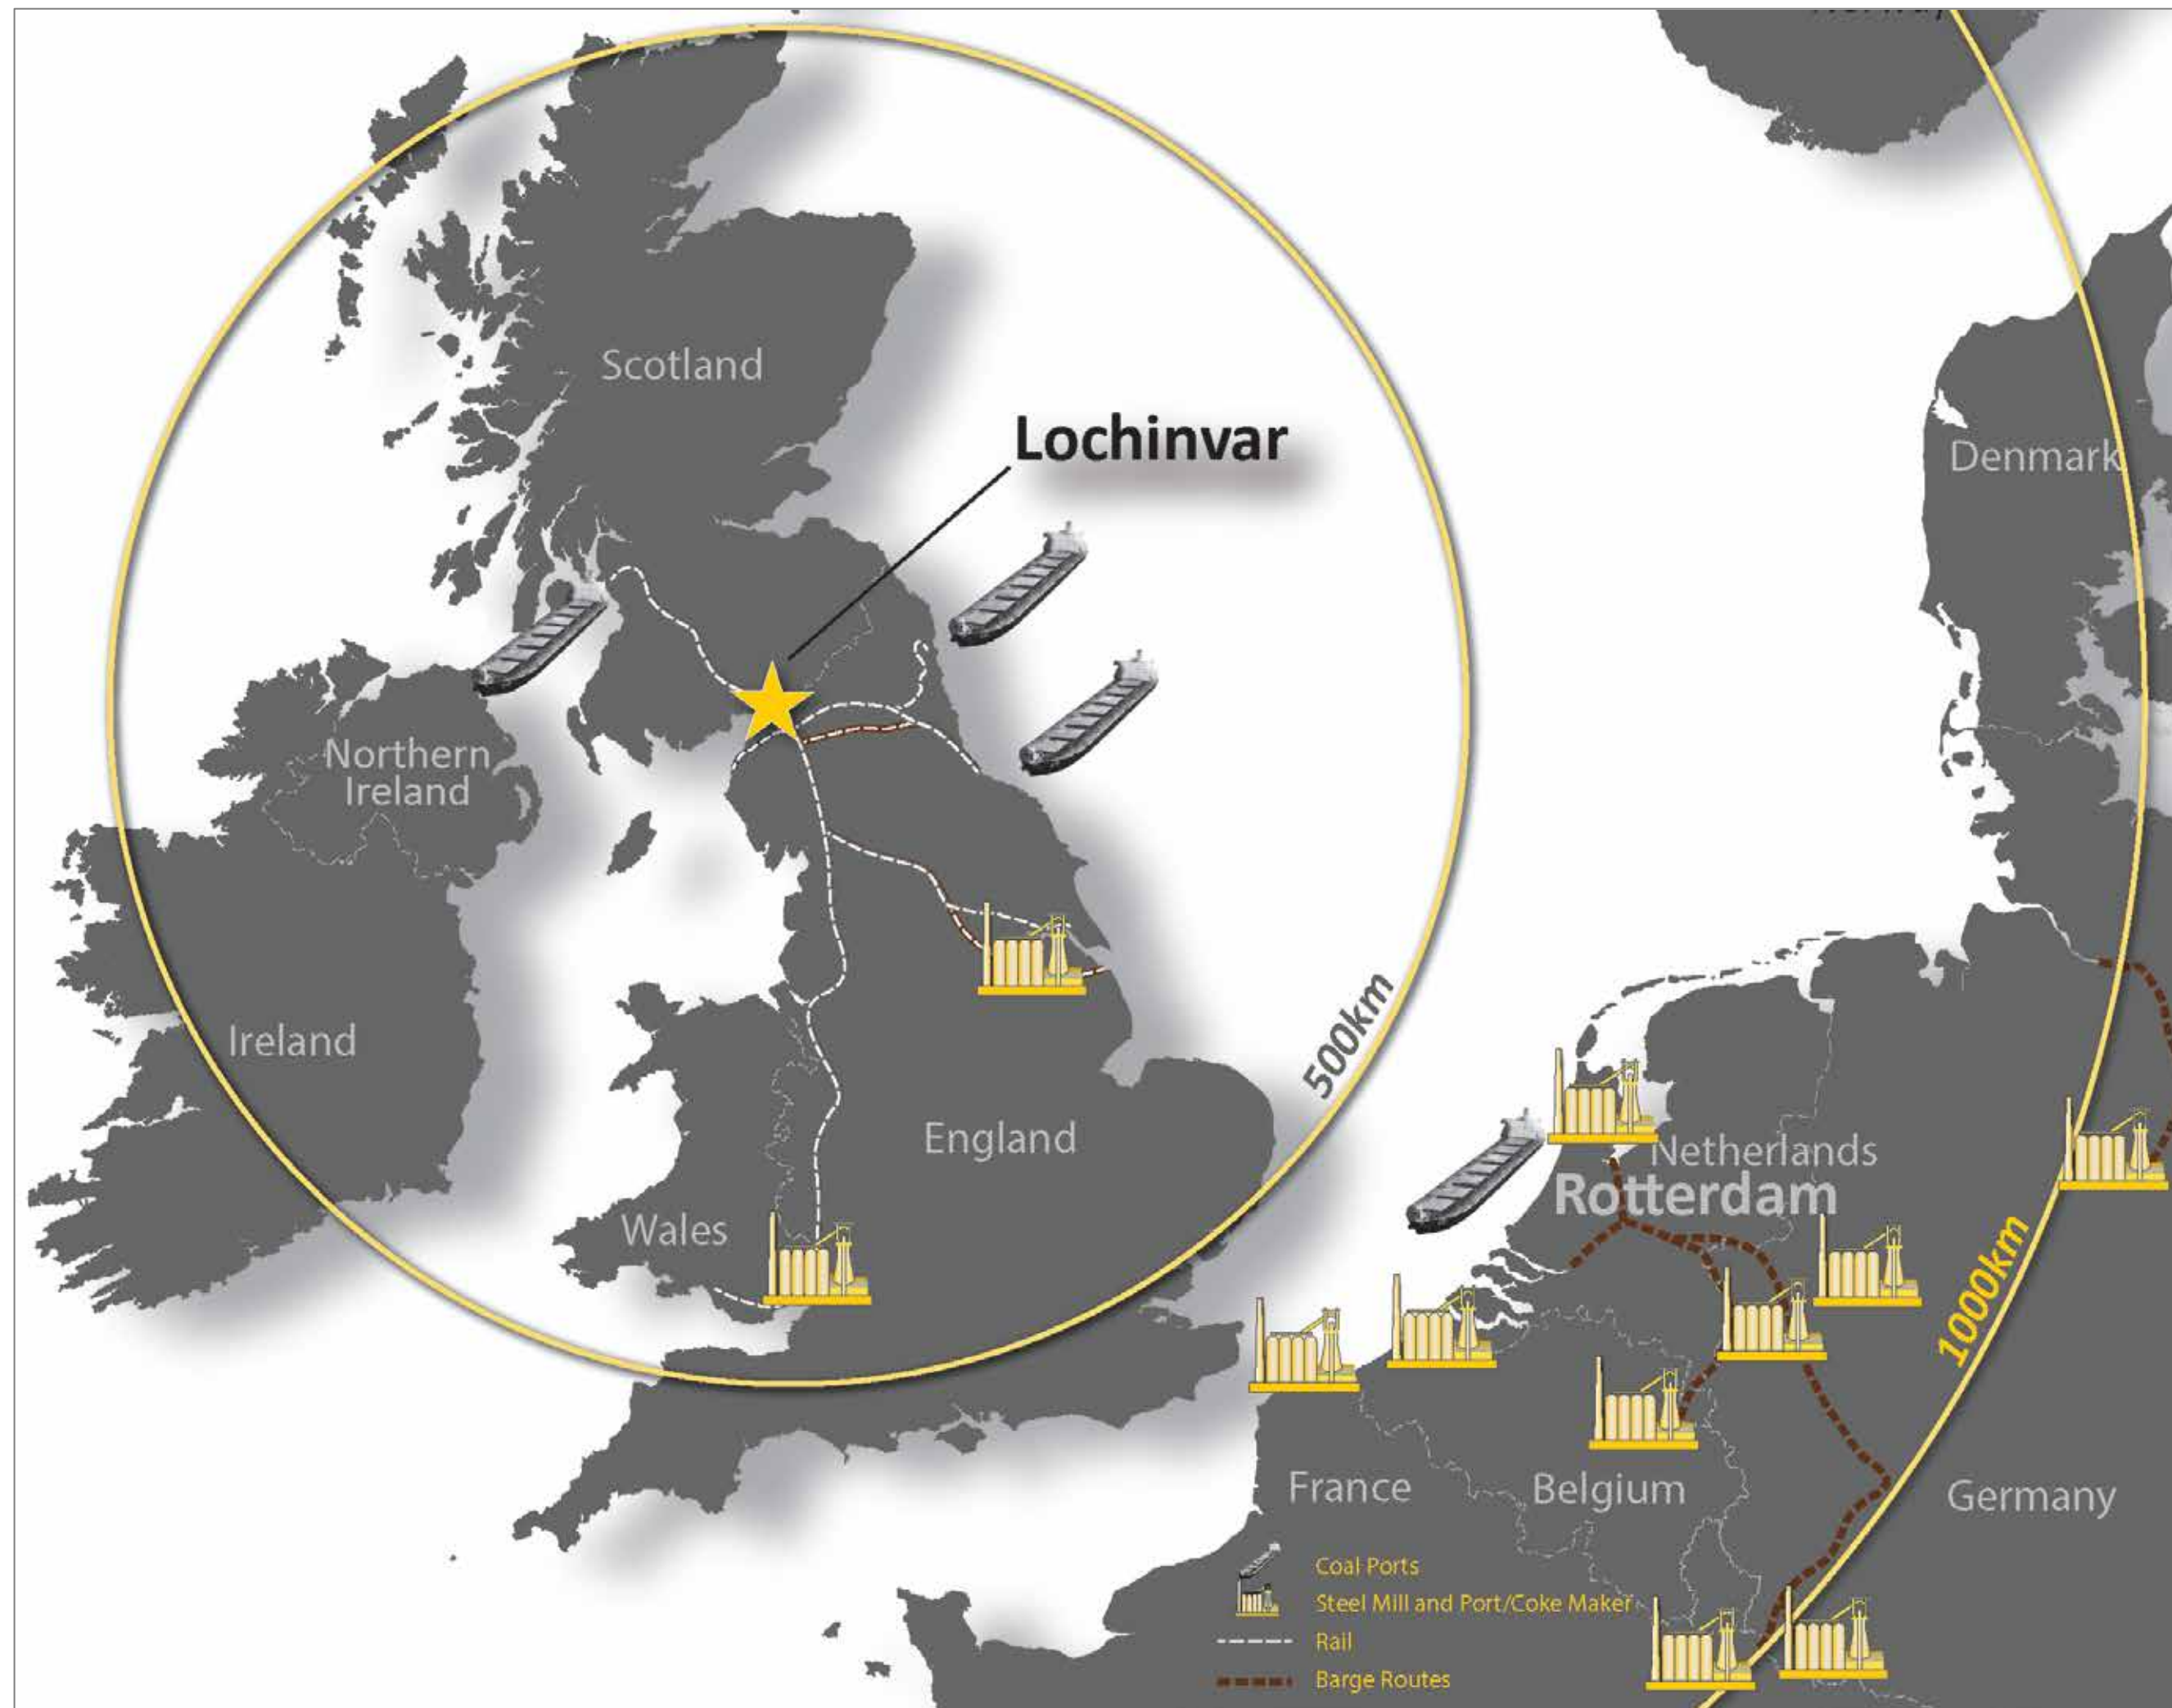 Scotland
Lochinvar
Denmark
Northern
Ireland
Ireland
500km
England
Netherlands
Rotterdam
Wales
1000km
France
Belgium
Germany
Coal Ports
Steel Mill and Port/Coke Maker
Rail
Barge Routes